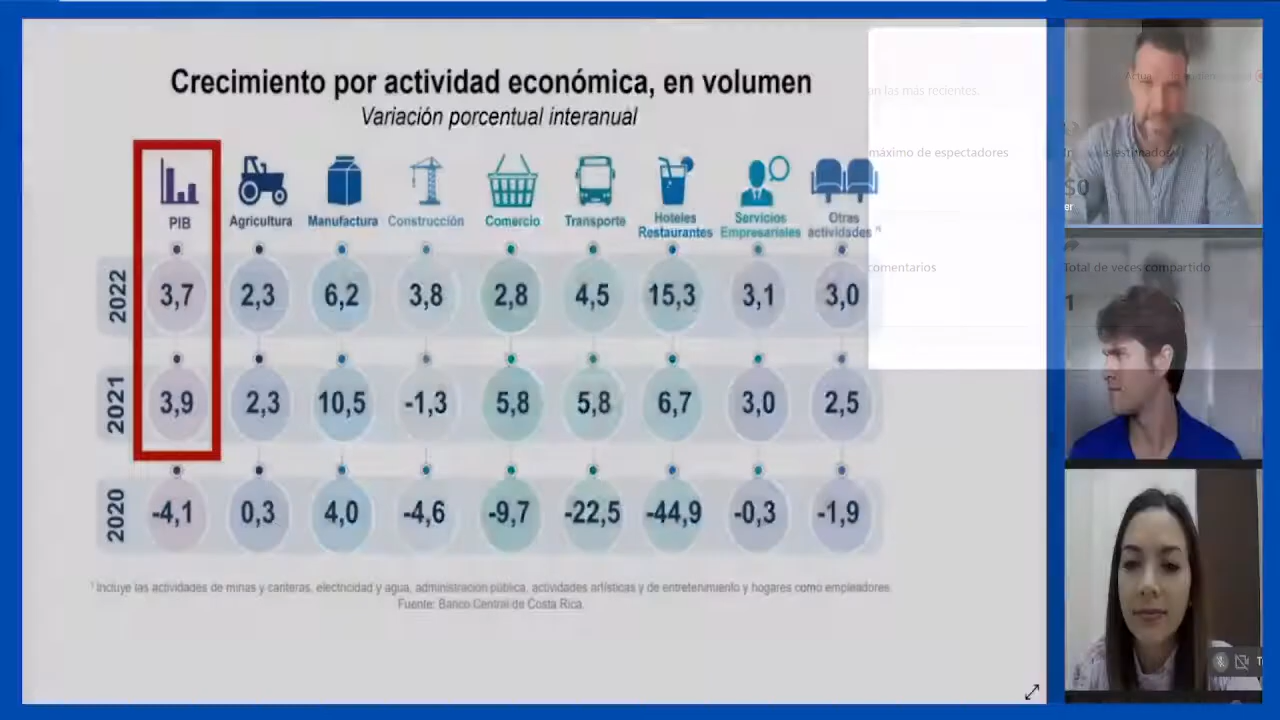 Crecimiento por actividad económica, en volumen
Variación porcentual interanual
PIB
Agricultura
Manufactura
Construcción
Comercio
Transporte
Hoteles
Restaurantes
Servicios
Empresariales
Otras
actividades
2022
3,7
2,3
6,2
3,8
2,8
4,5
15,3
3,1
3,0
2021
3,9
2,3
10,5
-1,3
5,8
5,8
6,7
3,0
2,5
2020
-4,1
0,3
4,0
-4,6
-9,7
-22,5
-44,9
-0,3
-1,9
Incluye las actividades de minas y canteras, electricidad y agua, administración pública, actividades artísticas y de entretenimiento y hogares como empleadores.
Fuente: Banco Central de Costa Rica.
las más recientes.
máximo de espectadores
comentarios
$0
Total de veces compartido
1